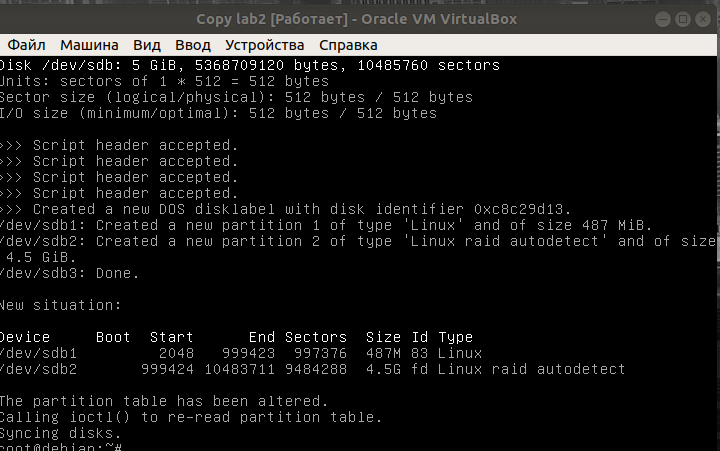 Copy lab2 [Работает] - Oracle VM VirtualBox
Файл Машина Вид Ввод Устройства Справка
Disk /dev/sdb: 5 GiB, 5368709120 bytes, 10485760 sectors
Units: sectors of 1 * 512 = 512 bytes
Sector size (logical/physical): 512 bytes / 512 bytes
I/O size (minimum/optimal): 512 bytes / 512 bytes
>>> Script header accepted.
>>> Script header accepted.
>>> Script header accepted.
>>> Script header accepted.
>>> Created a new DOS disklabel with disk identifier 0xc8c29d13.
/dev/sdb1: Created a new partition 1 of type 'Linux' and of size 487 MiB.
/dev/sdb2: Created a new partition 2 of type 'Linux raid autodetect' and of size
4.5 GiB.
/dev/sdb3: Done.
New situation:
Device Boot Start End Sectors Size Id Type
/dev/sdb1 2048 999423 997376 487M 83 Linux
/dev/sdb2 999424 10483711 9484288 4.5G fd Linux raid autodetect
The partition table has been altered.
Calling ioctl() to re-read partition table.
Syncing disks.
root@debian:~#